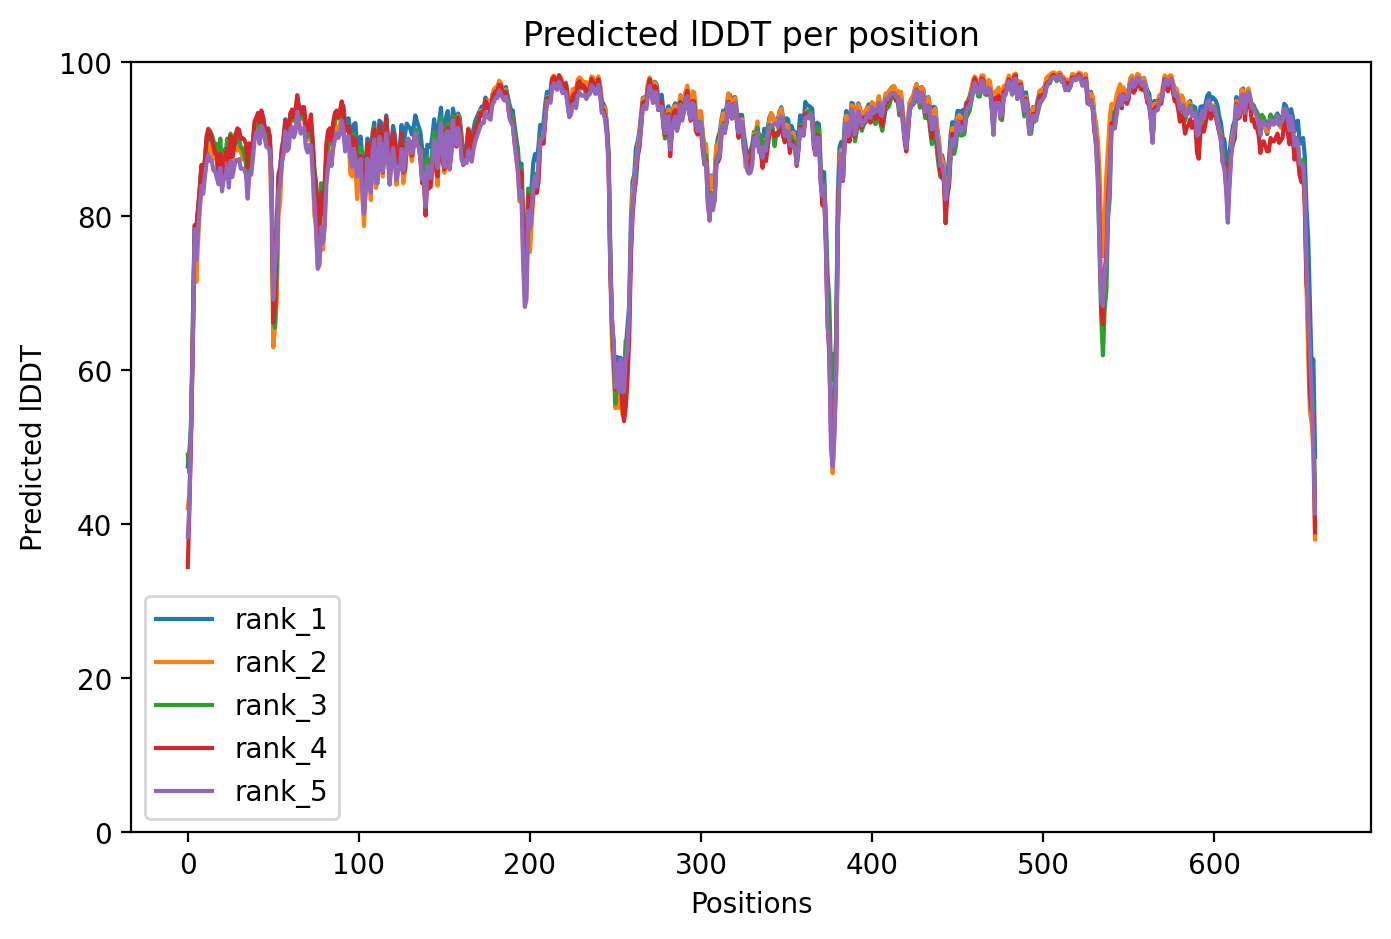 Predicted lDDT per position
100
80
60
40
20
0
Predicted lDDT
rank_1
rank_2
rank_3
rank_4
rank_5
0 100 200 300 400 500 600
Positions